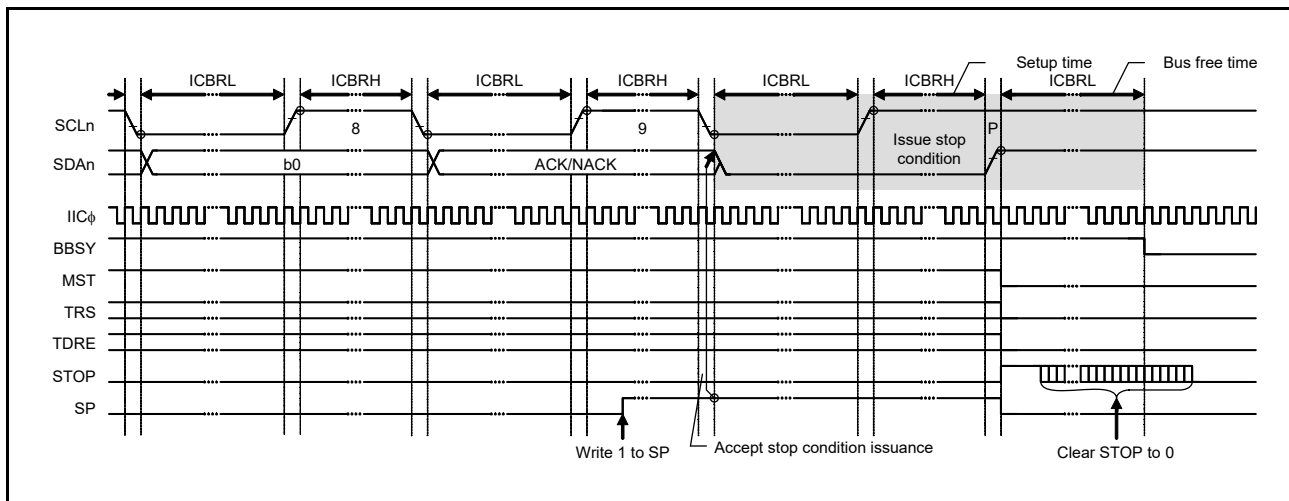 ICBRL ICBRH ICBRL ICBRH ICBRL ICBRH Setup time ICBRL Bus free time
SCLn 8 9 P
Issue stop
condition
SDAn b0 ACK/NACK
IICφ
BBSY
MST
TRS
TDRE
STOP
SP
Write 1 to SP Accept stop condition issuance Clear STOP to 0